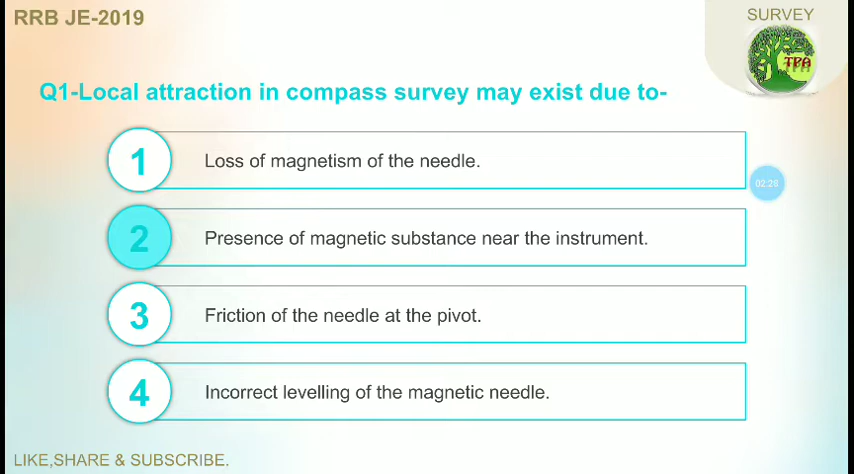 RRB JE-2019
SURVEY
TPA
Q1-Local attraction in compass survey may exist due to-
1
Loss of magnetism of the needle.
02:28
2
Presence of magnetic substance near the instrument.
3
Friction of the needle at the pivot.
4
Incorrect levelling of the magnetic needle.
LIKE,SHARE & SUBSCRIBE.